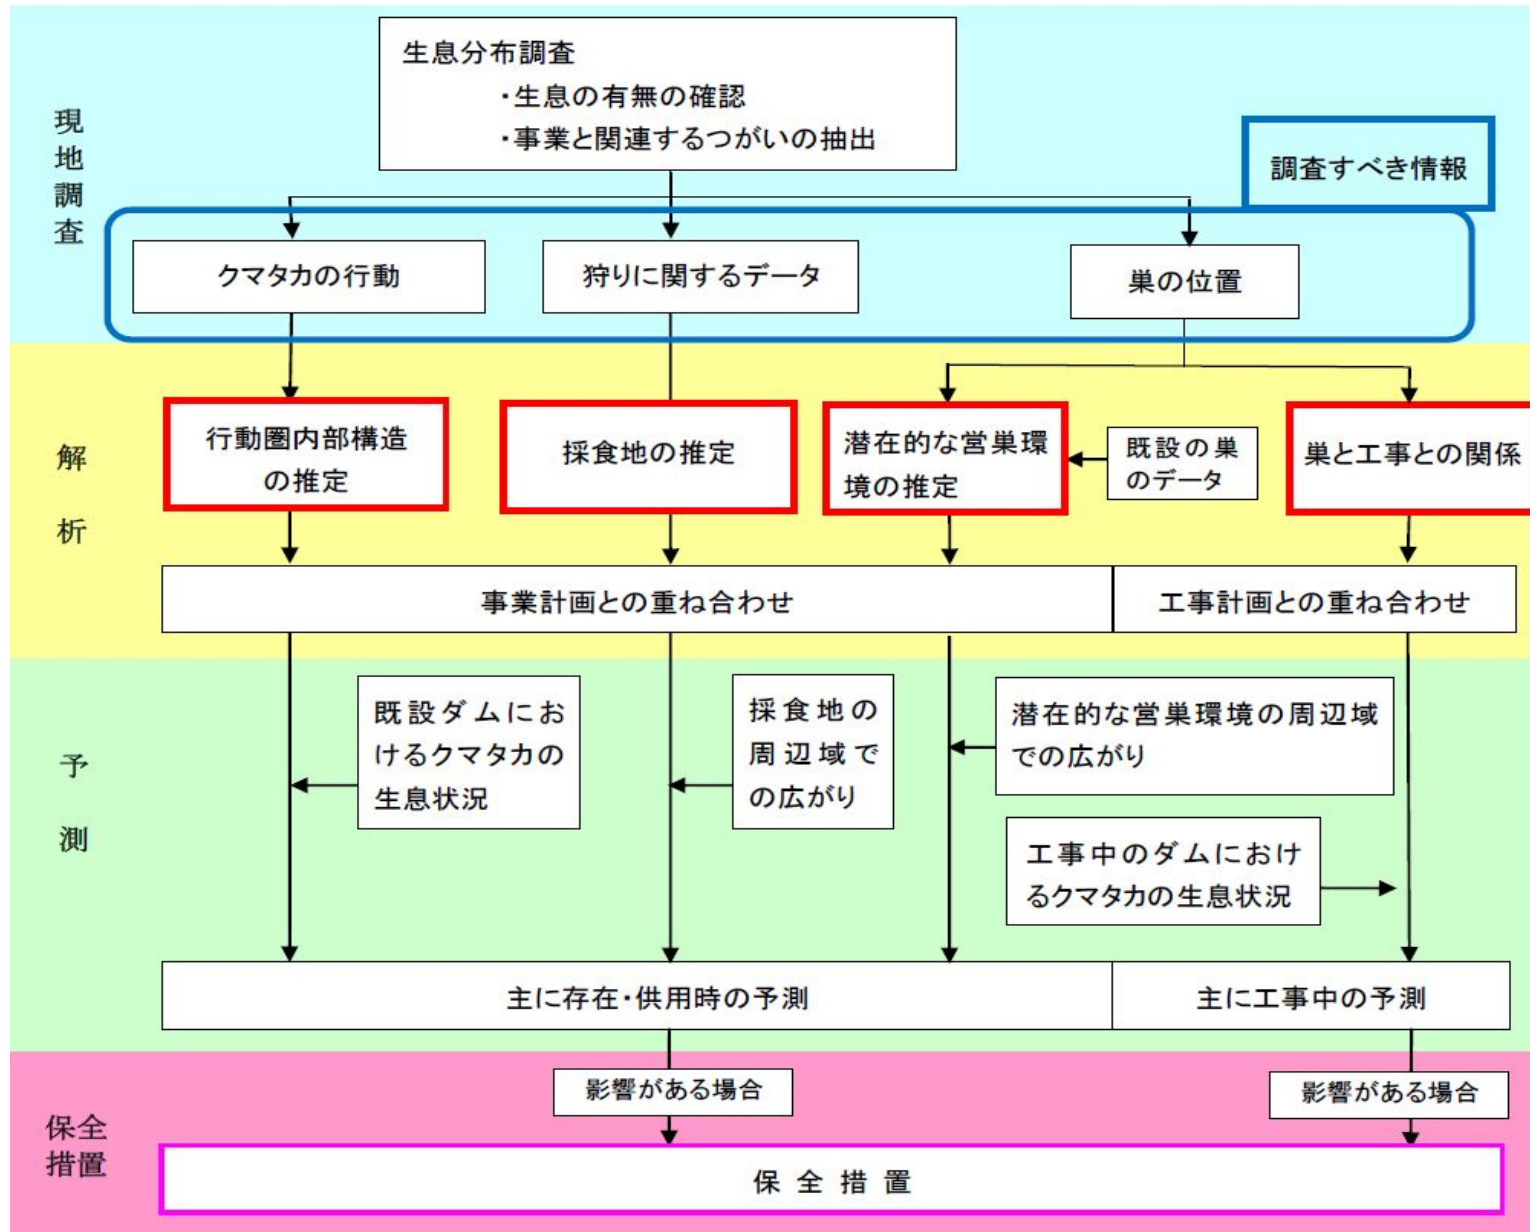 生息分布調査
・生息の有無の確認
・事業と関連するつがいの抽出
現
地
調
査
調査すべき情報
クマタカの行動
狩りに関するデータ
巣の位置
解
析
行動圏内部構造
の推定
採食地の推定
潜在的な営巣環
境の推定
既設の巣
のデータ
巣と工事との関係
事業計画との重ね合わせ
工事計画との重ね合わせ
予
測
既設ダムにお
けるクマタカの
生息状況
採食地の
周辺域で
の広がり
潜在的な営巣環境の周辺域
での広がり
工事中のダムにおけ
るクマタカの生息状況
主に存在・供用時の予測
主に工事中の予測
保全
措置
影響がある場合
影響がある場合
保全措置